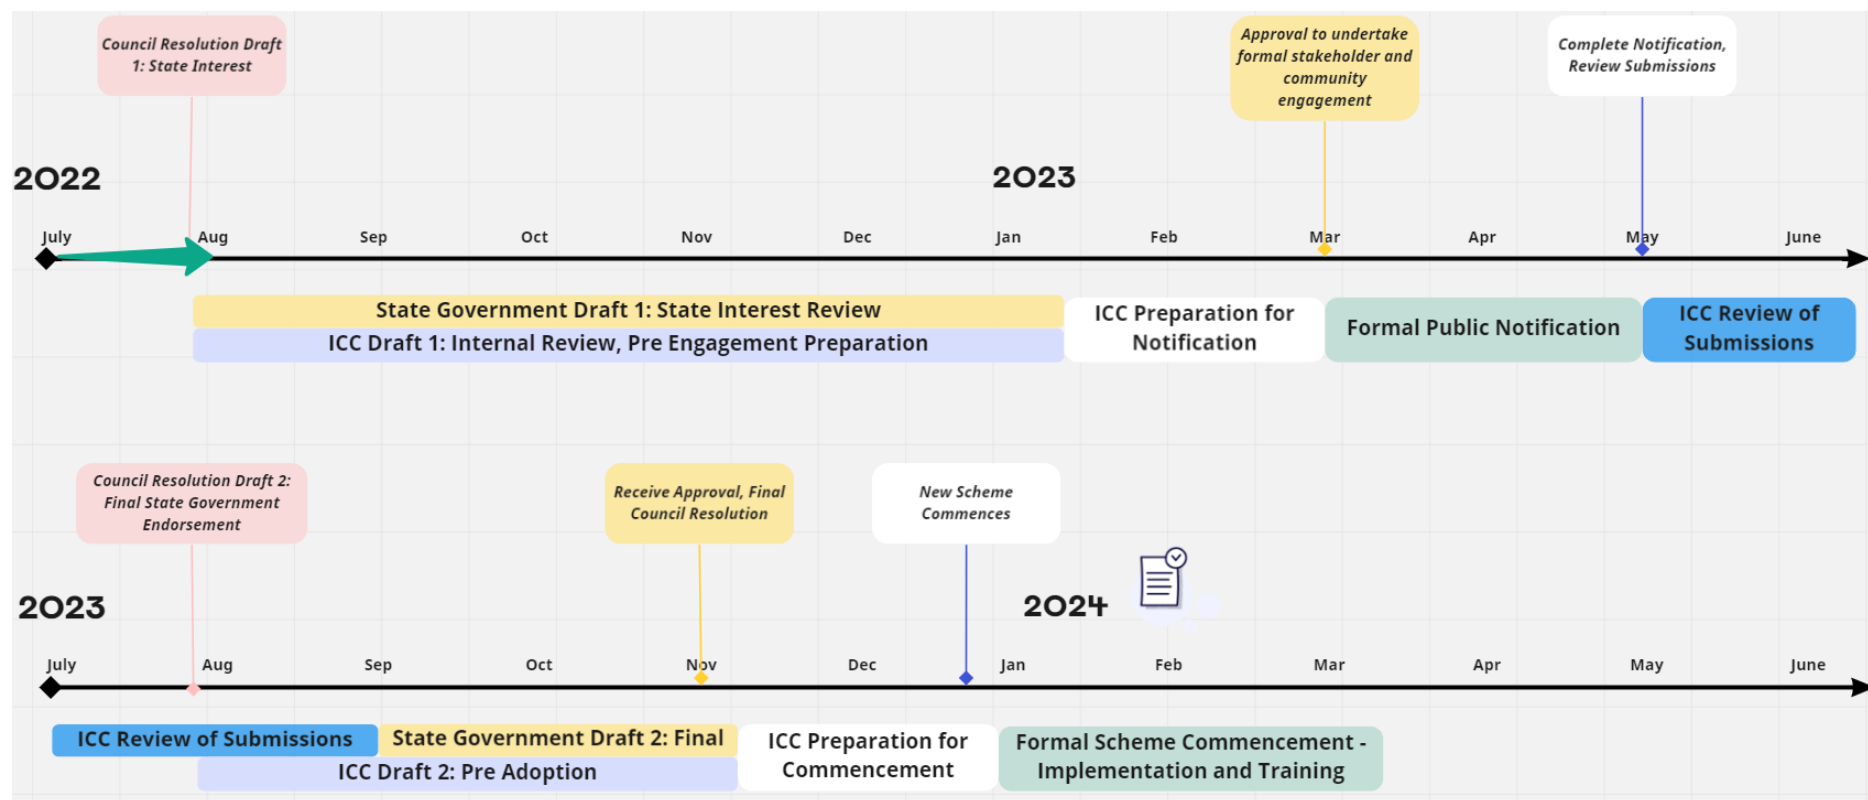 Council Resolution Draft
1: State Interest
Approval to undertake
formal stakeholder and
community
engagement
Complete Notification,
Review Submissions
2022
2023
July Aug Sep Oct Nov Dec Jan Feb Mar Apr May June
State Government Draft 1: State Interest Review
ICC Draft 1: Internal Review, Pre Engagement Preparation
ICC Preparation for
Notification
Formal Public Notification
ICC Review of
Submissions
Council Resolution Draft 2:
Final State Government
Endorsement
Receive Approval, Final
Council Resolution
New Scheme
Commences
2023
2024
July Aug Sep Oct Nov Dec Jan Feb Mar Apr May June
ICC Review of Submissions
State Government Draft 2: Final
ICC Draft 2: Pre Adoption
ICC Preparation for
Commencement
Formal Scheme Commencement -
Implementation and Training